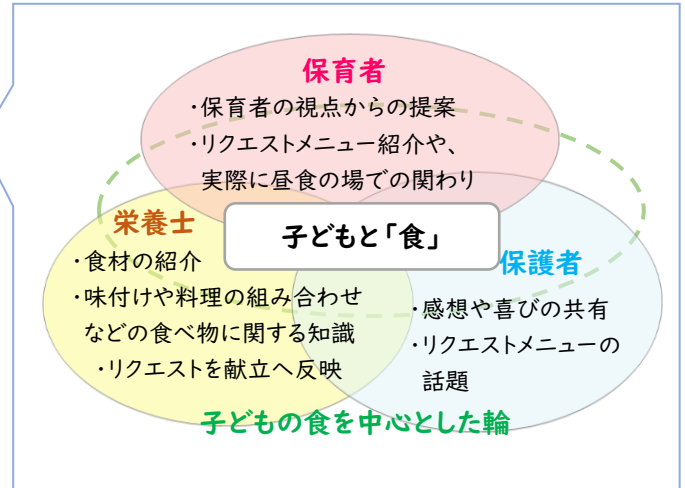 保育者
・保育者の視点からの提案
・リクエストメニュー紹介や、
実際に昼食の場での関わり
子どもと「食」
栄養士
・食材の紹介
・味付けや料理の組み合わせ
などの食べ物に関する知識
・リクエストを献立へ反映
保護者
・感想や喜びの共有
・リクエストメニューの
話題
子どもの食を中心とした輪